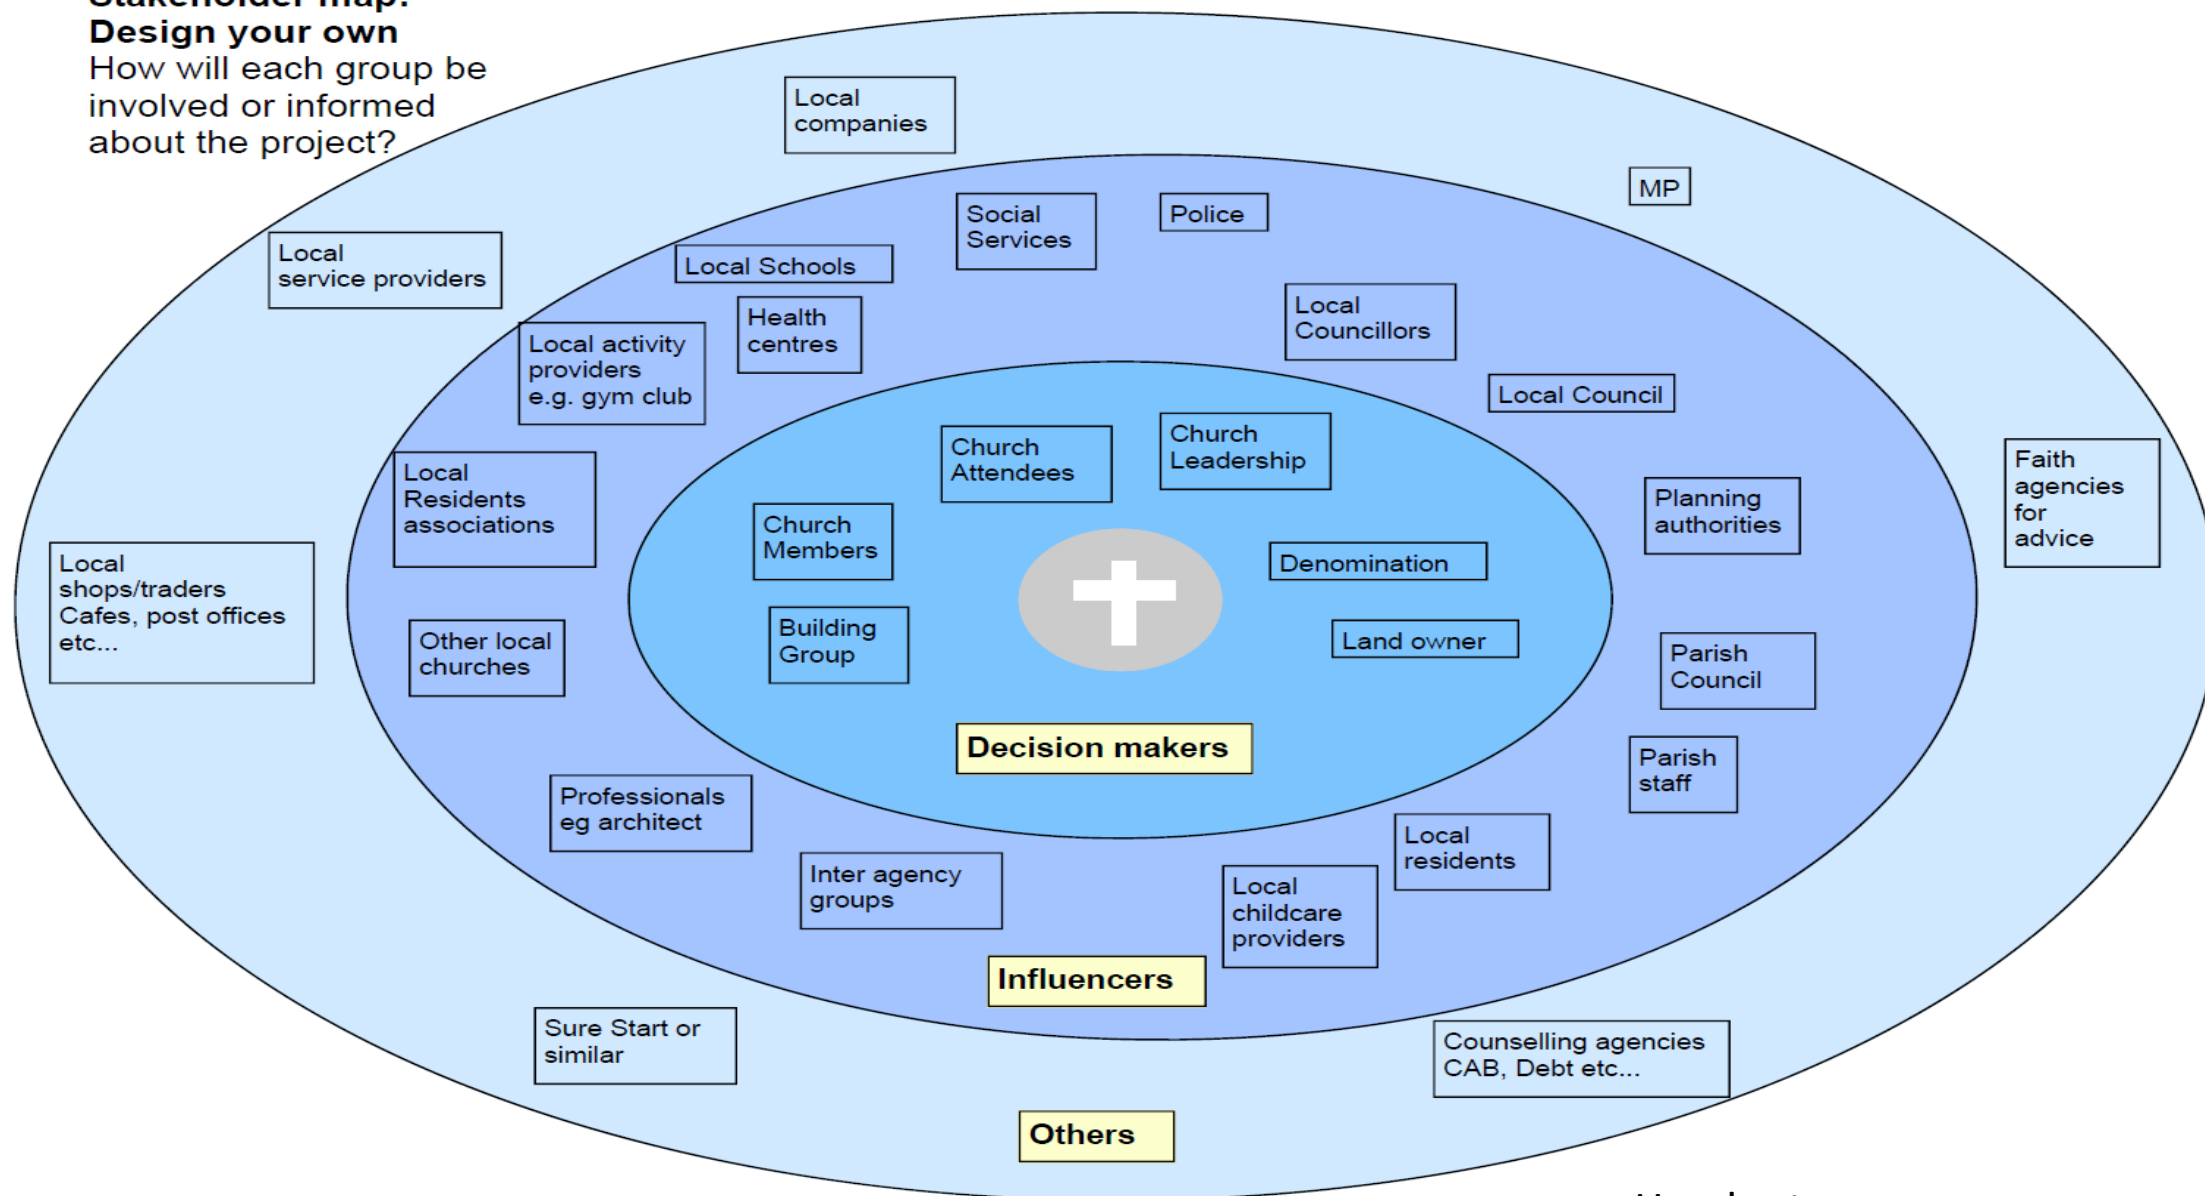 Stakeholder map:
Design your own
How will each group be
involved or informed
about the project?
Local
companies
MP
Social
Services
Police
Local
service providers
Local Schools
Health
centres
Local
Councillors
Local activity
providers
e.g. gym club
Local Council
Church
Attendees
Church
Leadership
Local
Residents
associations
Planning
authorities
Faith
agencies
for
advice
Church
Members
Denomination
Local
shops/traders
Cafes, post offices
etc...
Other local
churches
Building
Group
Land owner
Parish
Council
Decision makers
Parish
staff
Professionals
eg architect
Local
residents
Inter agency
groups
Local
childcare
providers
Influencers
Sure Start or
similar
Counselling agencies
CAB, Debt etc...
Others